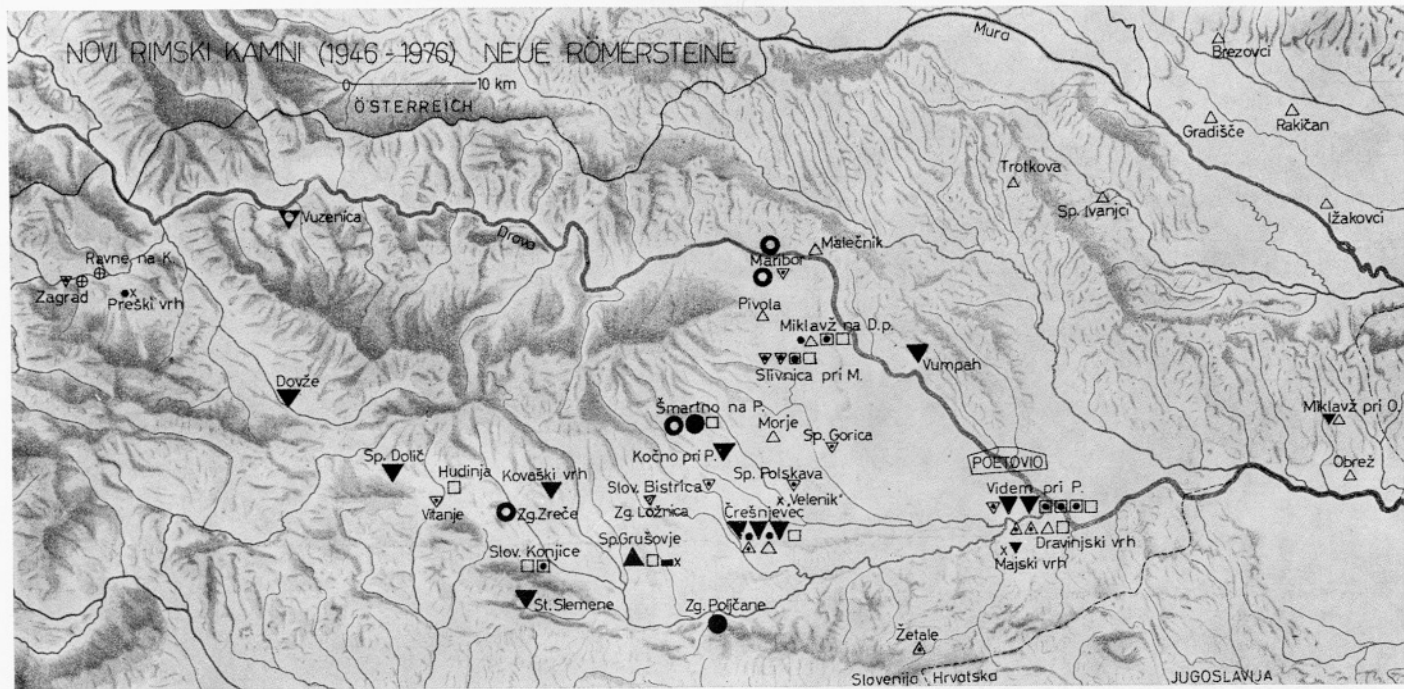 NOVI RIMSKI KAMNI (1946-1976) NEUE RÖMERSTEINE
0 10 km
ÖSTERREICH
Mura
Brezovci
Gradišče
Rakičan
Trotkova
Sp. Ivanjci
Ižakovci
Vuzenica
Drava
Malečnik
Maribor
Ravne na K.
Zagrad
Preški vrh
x
Pivola
Miklavž na D.p.
Slivnica pri M.
Vumpah
Dovže
Šmartno na P.
Morje
Sp. Gorica
Miklavž pri O.
Kočno pri P.
POETOVIO
Obrež
Sp. Dolič
Hudinja
Kovaški vrh
Slov. Bistrica
Sp. Polskava
Videm pri P.
Vitanje
Zg. Zreče
Zg. Ložnica
x Velenik
Črešnjevec
Dravinjski vrh
x
Majski vrh
Slov. Konjice
Sp. Grušovje
x
St. Slemene
Zg. Poljčane
Žetale
Slovenija Hrvatska
JUGOSLAVIJA